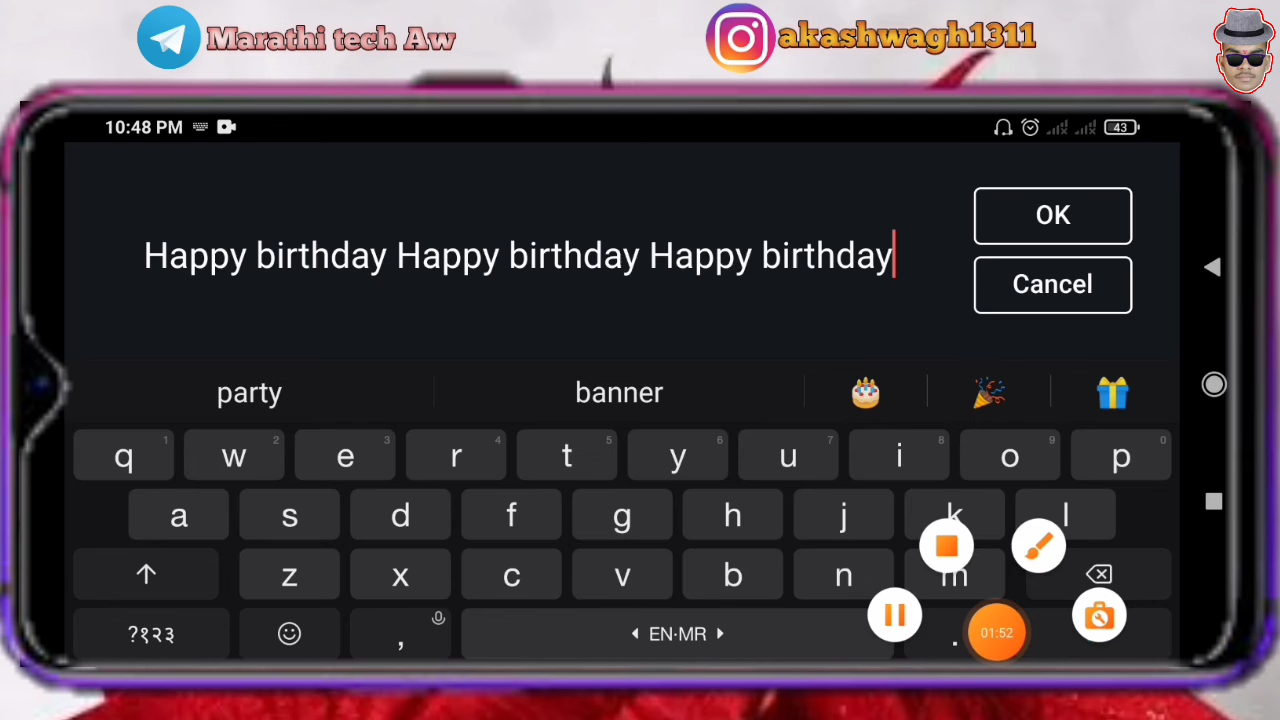 Marathi tech Aw
akashwagh1311
10:48 PM
43
OK
Happy birthday Happy birthday Happy birthday
Cancel
party banner
q 1 w 2 e 3 r 4 t 5 y 6 u 7 i 8 o 9 p 0
a s d f g h j k l
z x c v b n m
?१२३ , EN·MR .
01:52